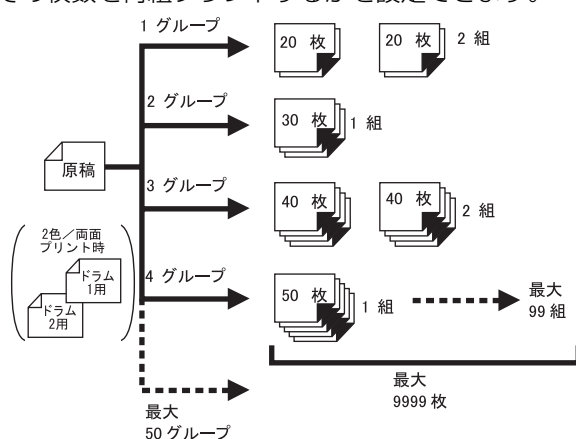 1 グループ
20 枚
20 枚
2 組
2 グループ
30 枚
1 組
原稿
3 グループ
40 枚
40 枚
2 組
2色／両面
プリント時
ドラム
1用
ドラム
2用
4 グループ
50 枚
1 組
最大
99 組
最大
9999 枚
最大
50 グループ